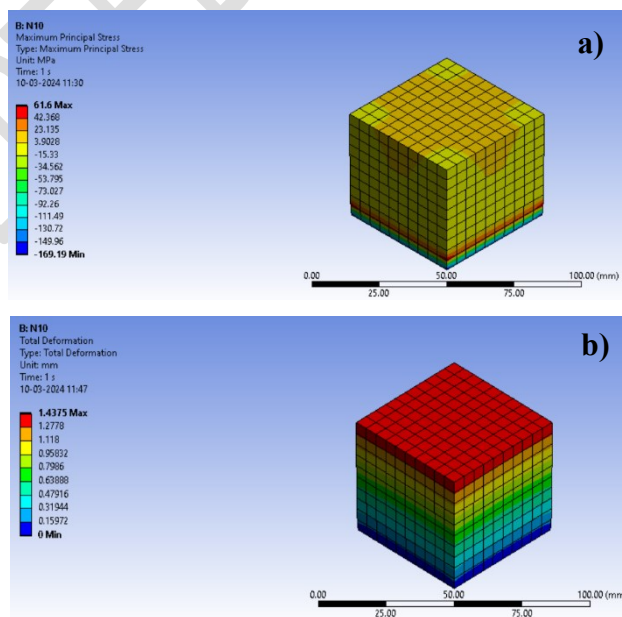 B: N10
Maximum Principal Stress
Type: Maximum Principal Stress
Unit: MPa
Time: 1 s
10-03-2024 11:30
a)
61.6 Max
42.368
23.135
3.9028
-15.33
-34.562
-53.795
-73.027
-92.26
-111.49
-130.72
-149.96
-169.19 Min
0.00 50.00 100.00 (mm)
25.00 75.00
B: N10
Total Deformation
Type: Total Deformation
Unit: mm
Time: 1 s
10-03-2024 11:47
b)
1.4375 Max
1.2778
1.118
0.95832
0.7986
0.63888
0.47916
0.31944
0.15972
0 Min
0.00 50.00 100.00 (mm
25.00 75.00